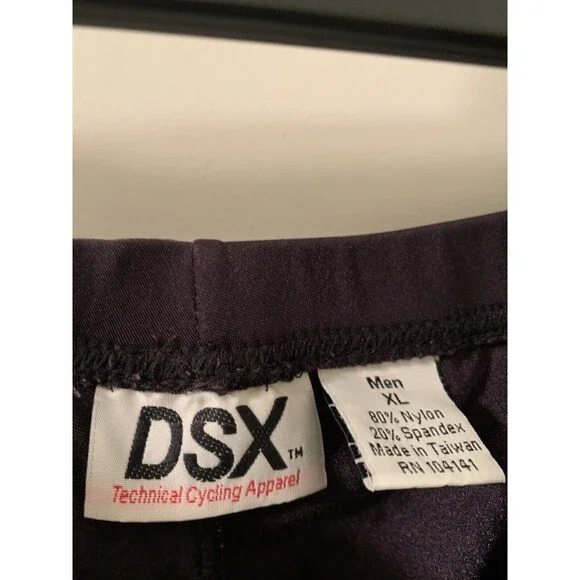 DSX™
Technical Cycling Apparel
Men
XL
80% Nylon
20% Spandex
Made in Taiwan
RN 104141